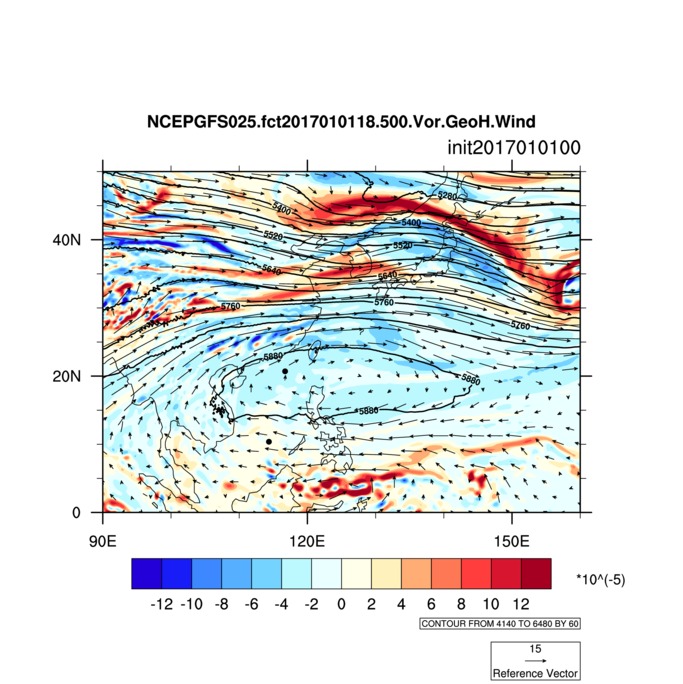 NCEPGFS025.fct2017010118.500.Vor.GeoH.Wind
init2017010100
5280
5400
5400
5520
5520
40N
5640
5640
5760
5760
5760
5880
20N
5880
5880
0
90E 120E 150E
-12 -10 -8 -6 -4 -2 0 2 4 6 8 10 12
*10^(-5)
CONTOUR FROM 4140 TO 6480 BY 60
15
Reference Vector